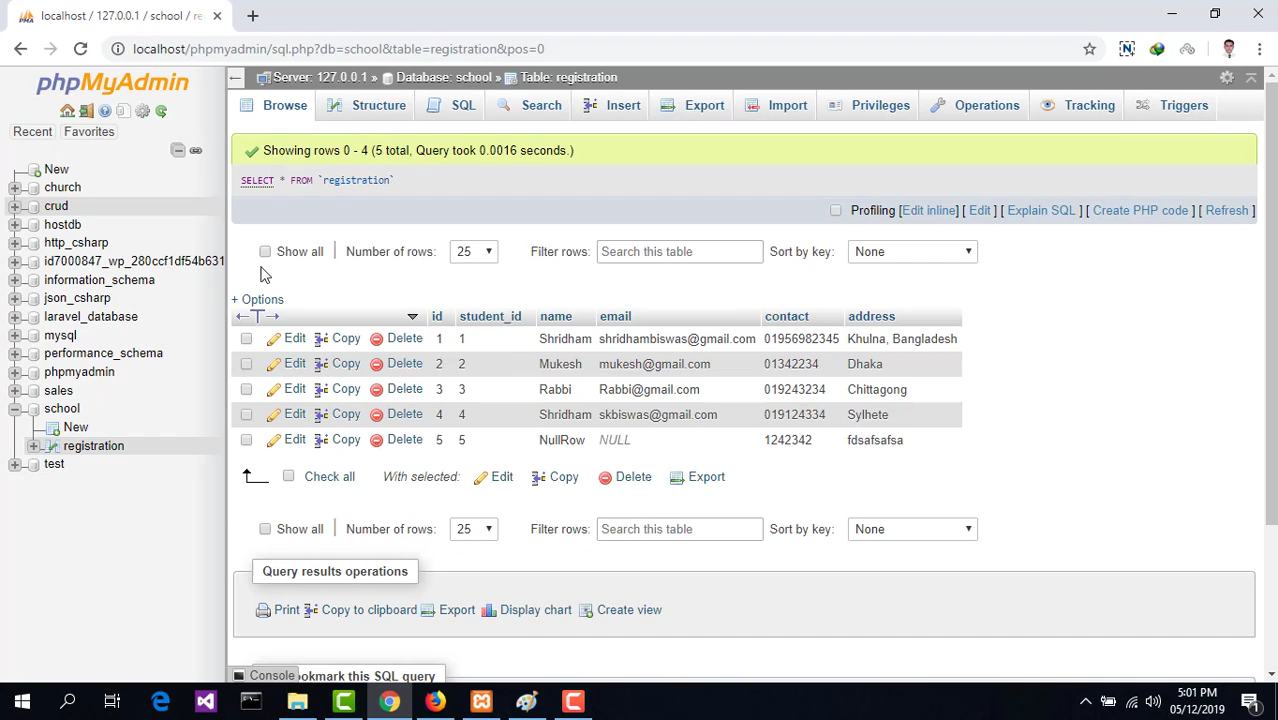 localhost / 127.0.0.1 / school / re
localhost/phpmyadmin/sql.php?db=school&table=registration&pos=0
phpMyAdmin
Recent Favorites
New
church
crud
hostdb
http_csharp
id7000847_wp_280ccf1df54b631
information_schema
json_csharp
laravel_database
mysql
performance_schema
phpmyadmin
sales
school
New
registration
test
Server: 127.0.0.1 » Database: school » Table: registration
Browse Structure SQL Search Insert Export Import Privileges Operations Tracking Triggers
Showing rows 0 - 4 (5 total, Query took 0.0016 seconds.)
SELECT * FROM `registration`
Profiling [Edit inline] [ Edit ] [ Explain SQL ] [ Create PHP code ] [ Refresh ]
Show all Number of rows: 25 Filter rows: Search this table Sort by key: None
+ Options
id student_id name email contact address
Edit Copy Delete 1 1 Shridham shridhambiswas@gmail.com 01956982345 Khulna, Bangladesh
Edit Copy Delete 2 2 Mukesh mukesh@gmail.com 01342234 Dhaka
Edit Copy Delete 3 3 Rabbi Rabbi@gmail.com 019243234 Chittagong
Edit Copy Delete 4 4 Shridham skbiswas@gmail.com 019124334 Sylhete
Edit Copy Delete 5 5 NullRow NULL 1242342 fdsafsafsa
Check all With selected: Edit Copy Delete Export
Show all Number of rows: 25 Filter rows: Search this table Sort by key: None
Query results operations
Print Copy to clipboard Export Display chart Create view
Console ookmark this SQL query
5:01 PM
05/12/2019
1